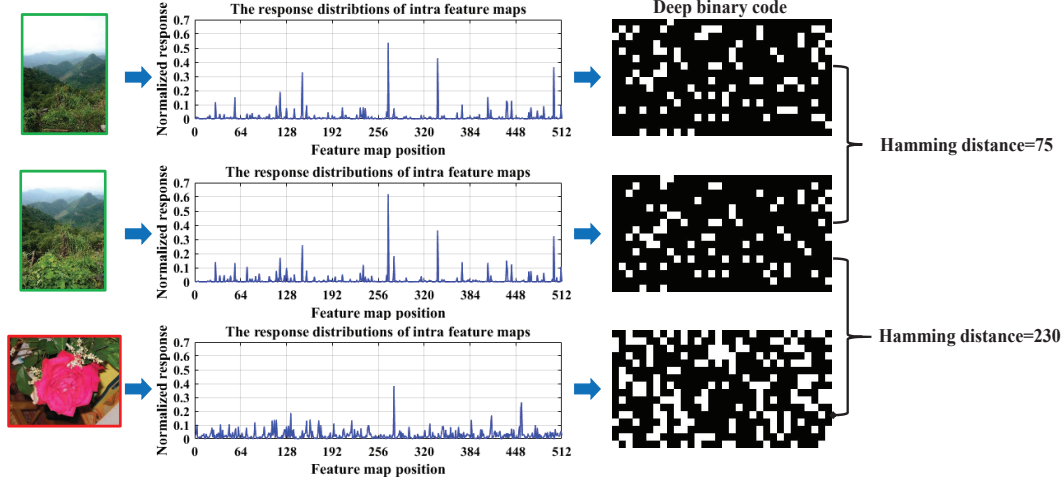 The response distribtions of intra feature maps
Deep binary code
Normalized response
0.7
0.6
0.5
0.4
0.3
0.2
0.1
0
0 64 128 192 256 320 384 448 512
Feature map position
Hamming distance=75
The response distributions of intra feature maps
Normalized response
0.7
0.6
0.5
0.4
0.3
0.2
0.1
0
0 64 128 192 256 320 384 448 512
Feature map position
Hamming distance=230
The response distributions of intra feature maps
Normalized response
0.7
0.6
0.5
0.4
0.3
0.2
0.1
0
0 64 128 192 256 320 384 448 512
Feature map position